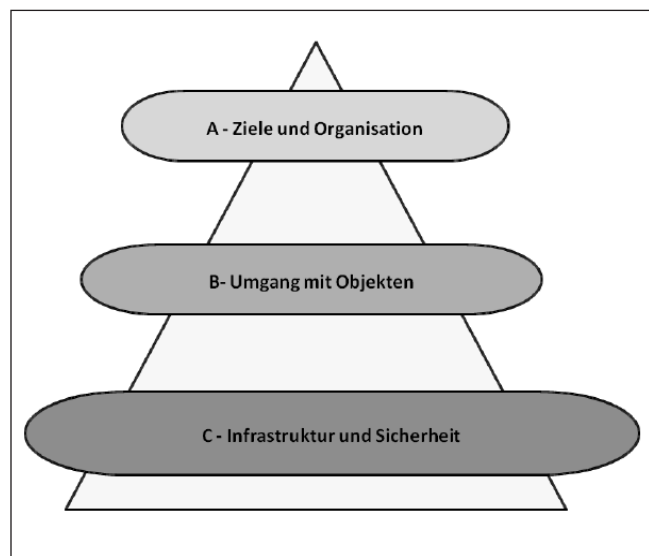 A - Ziele und Organisation
B- Umgang mit Objekten
C - Infrastruktur und Sicherheit